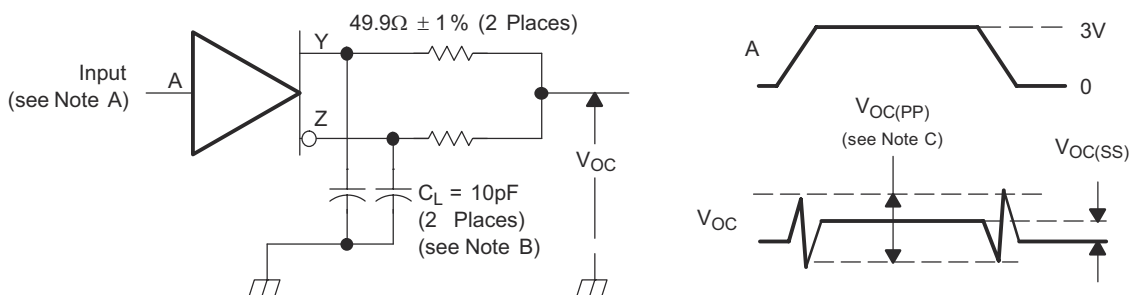 49.9Ω ± 1% (2 Places)
Y
Input
(see Note A)
A
Z
V_OC
C_L = 10pF
(2 Places)
(see Note B)
A
3V
0
V_OC(PP)
(see Note C)
V_OC(SS)
V_OC